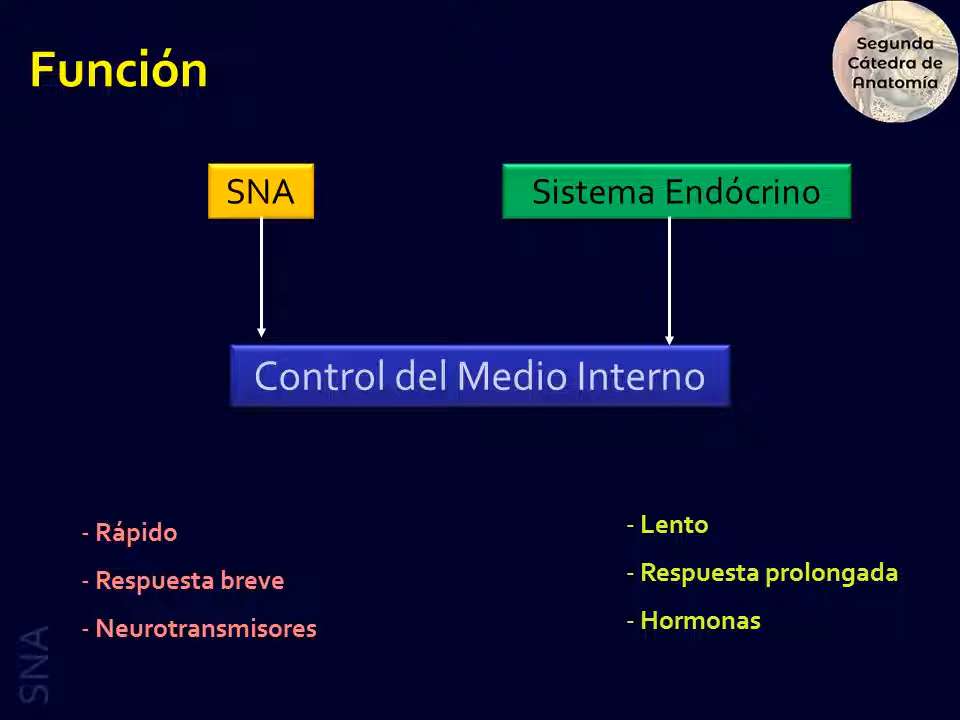 Función
Segunda
Cátedra de
Anatomía
SNA
Sistema Endócrino
Control del Medio Interno
- Rápido
- Respuesta breve
- Neurotransmisores
- Lento
- Respuesta prolongada
- Hormonas
SNA